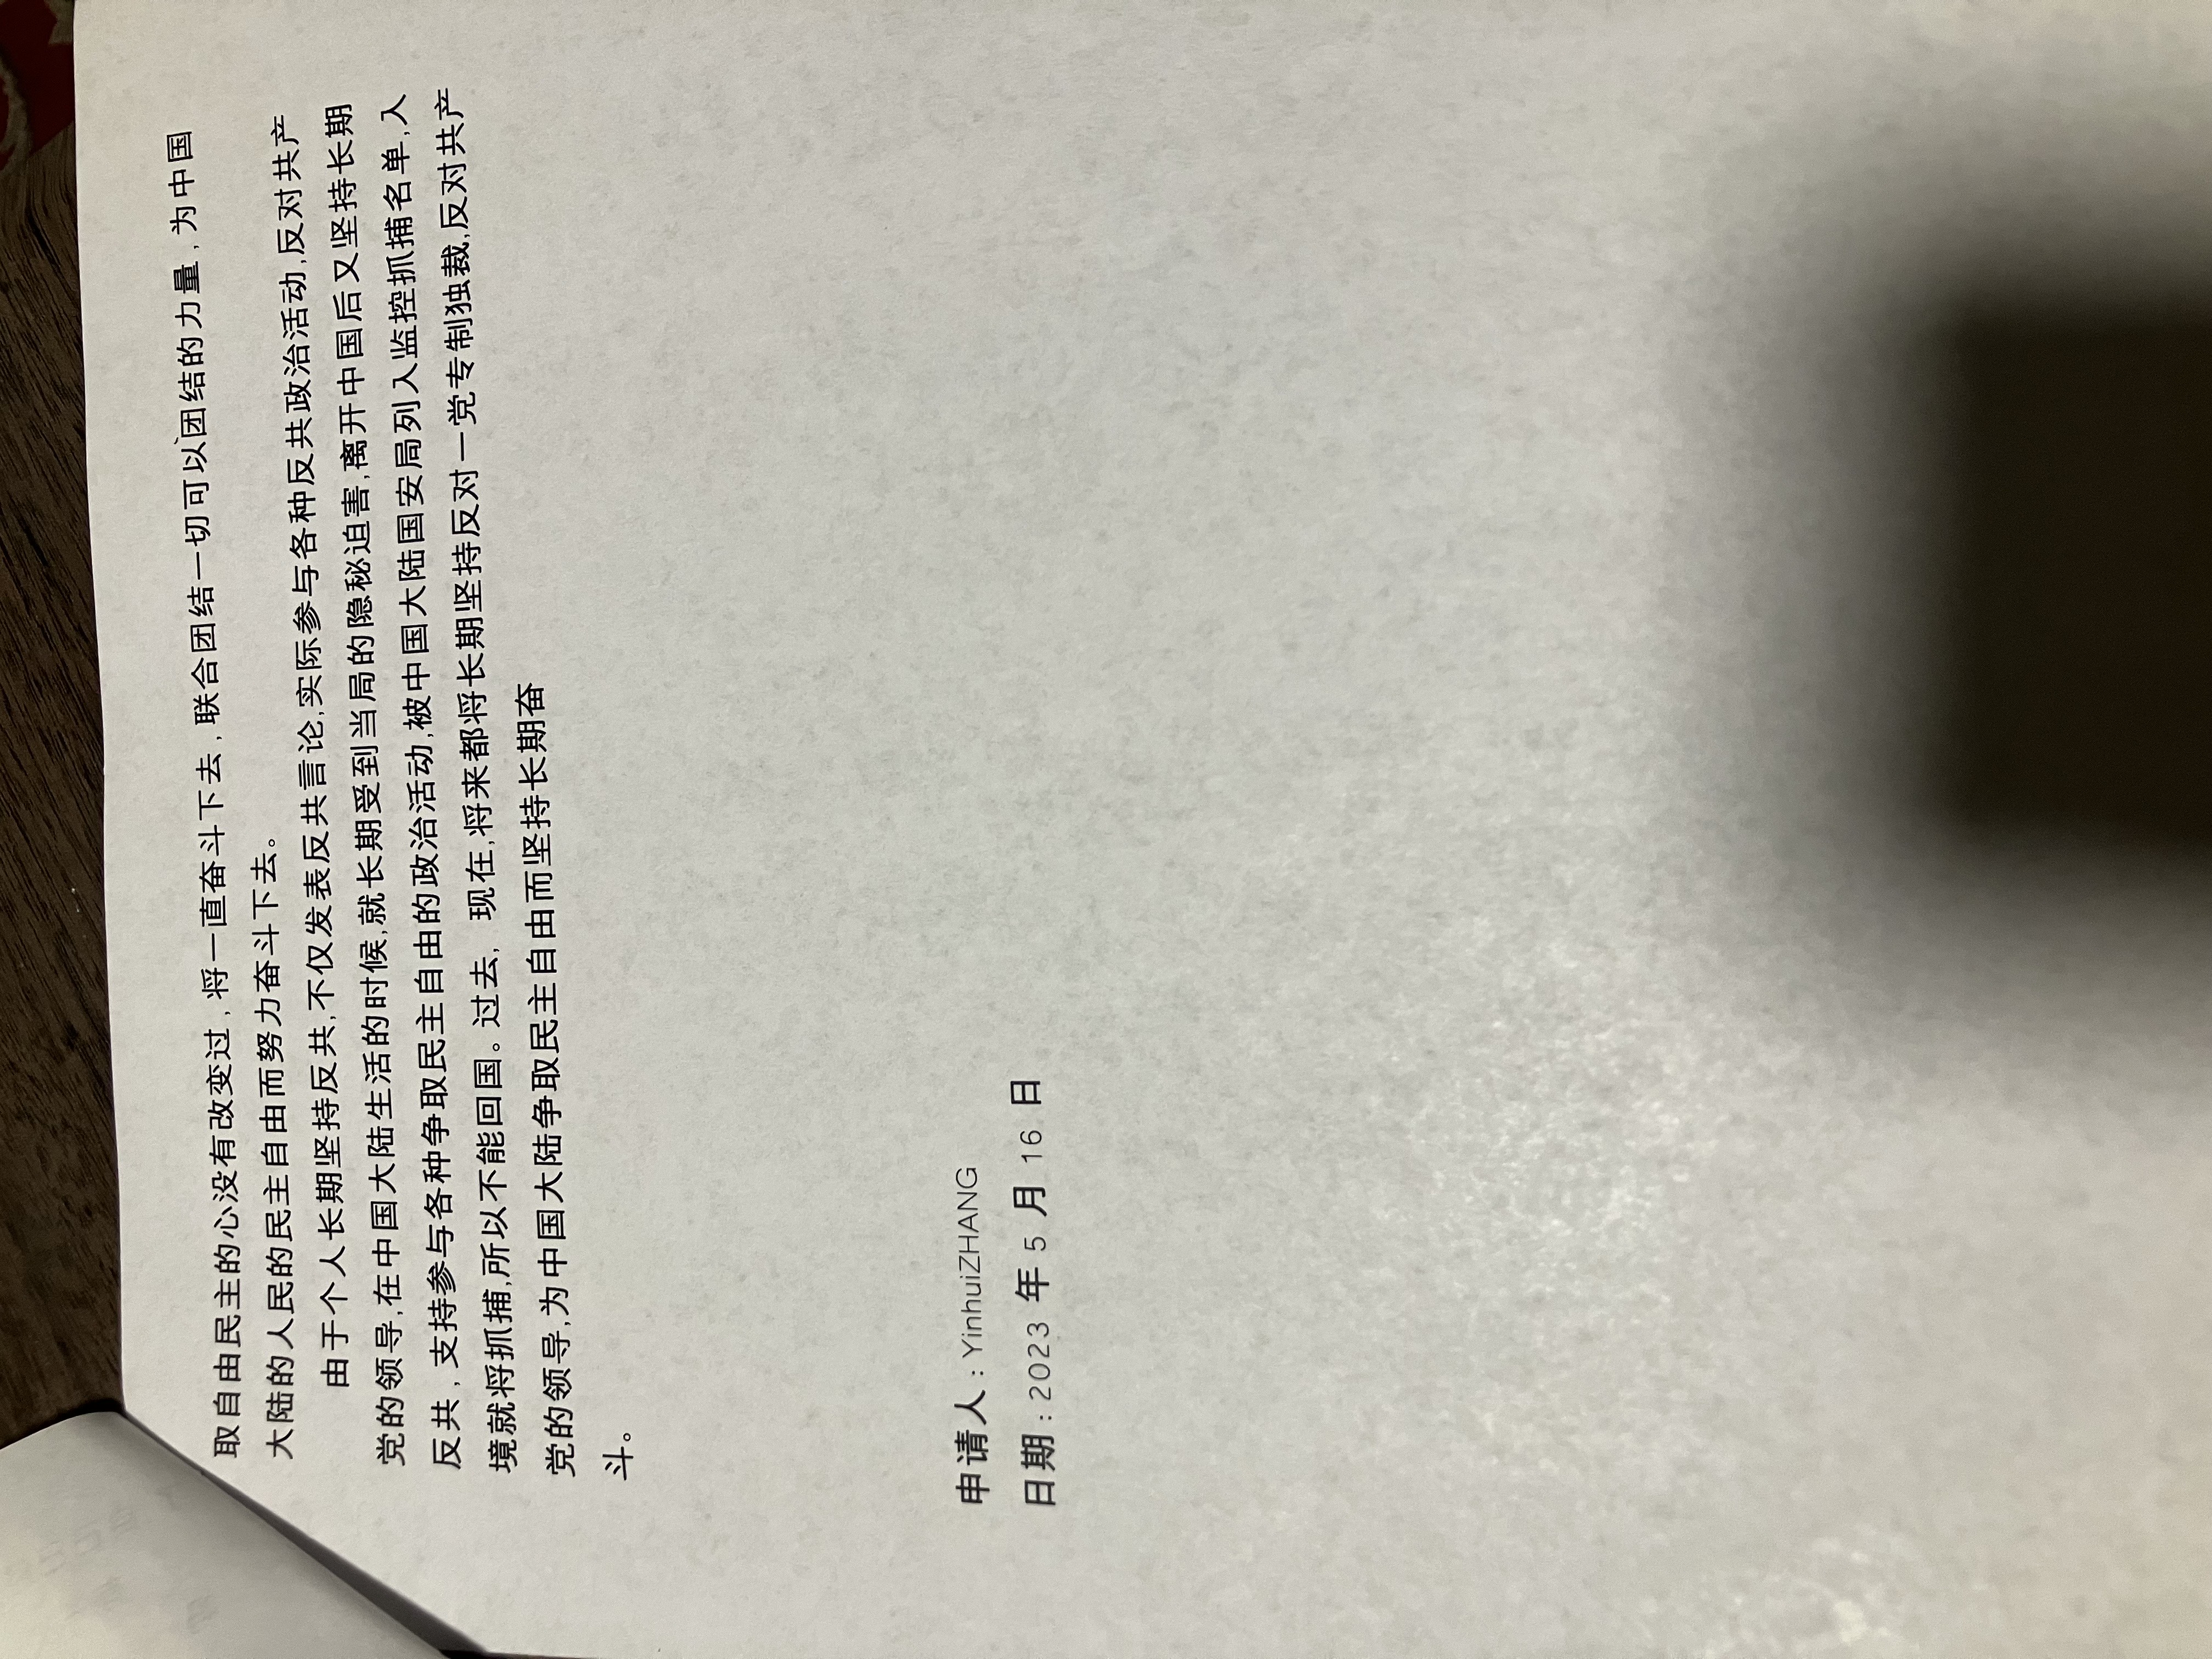 取自由民主的心没有改变过，将一直奋斗下去，联合团结一切可以团结的力量，为中国
大陆的人民的民主自由而努力奋斗下去。
由于个人长期坚持反共,不仅发表反共言论,实际参与各种反共政治活动,反对共产
党的领导,在中国大陆生活的时候,就长期受到当局的隐秘迫害,离开中国后又坚持长期
反共，支持参与各种争取民主自由的政治活动,被中国大陆国安局列入监控抓捕名单,入
境就将抓捕,所以不能回国。过去, 现在,将来都将长期坚持反对一党专制独裁,反对共产
党的领导,为中国大陆争取民主自由而坚持长期奋
斗。
申请人：YinhuiZHANG
日期：2023 年 5 月 16 日